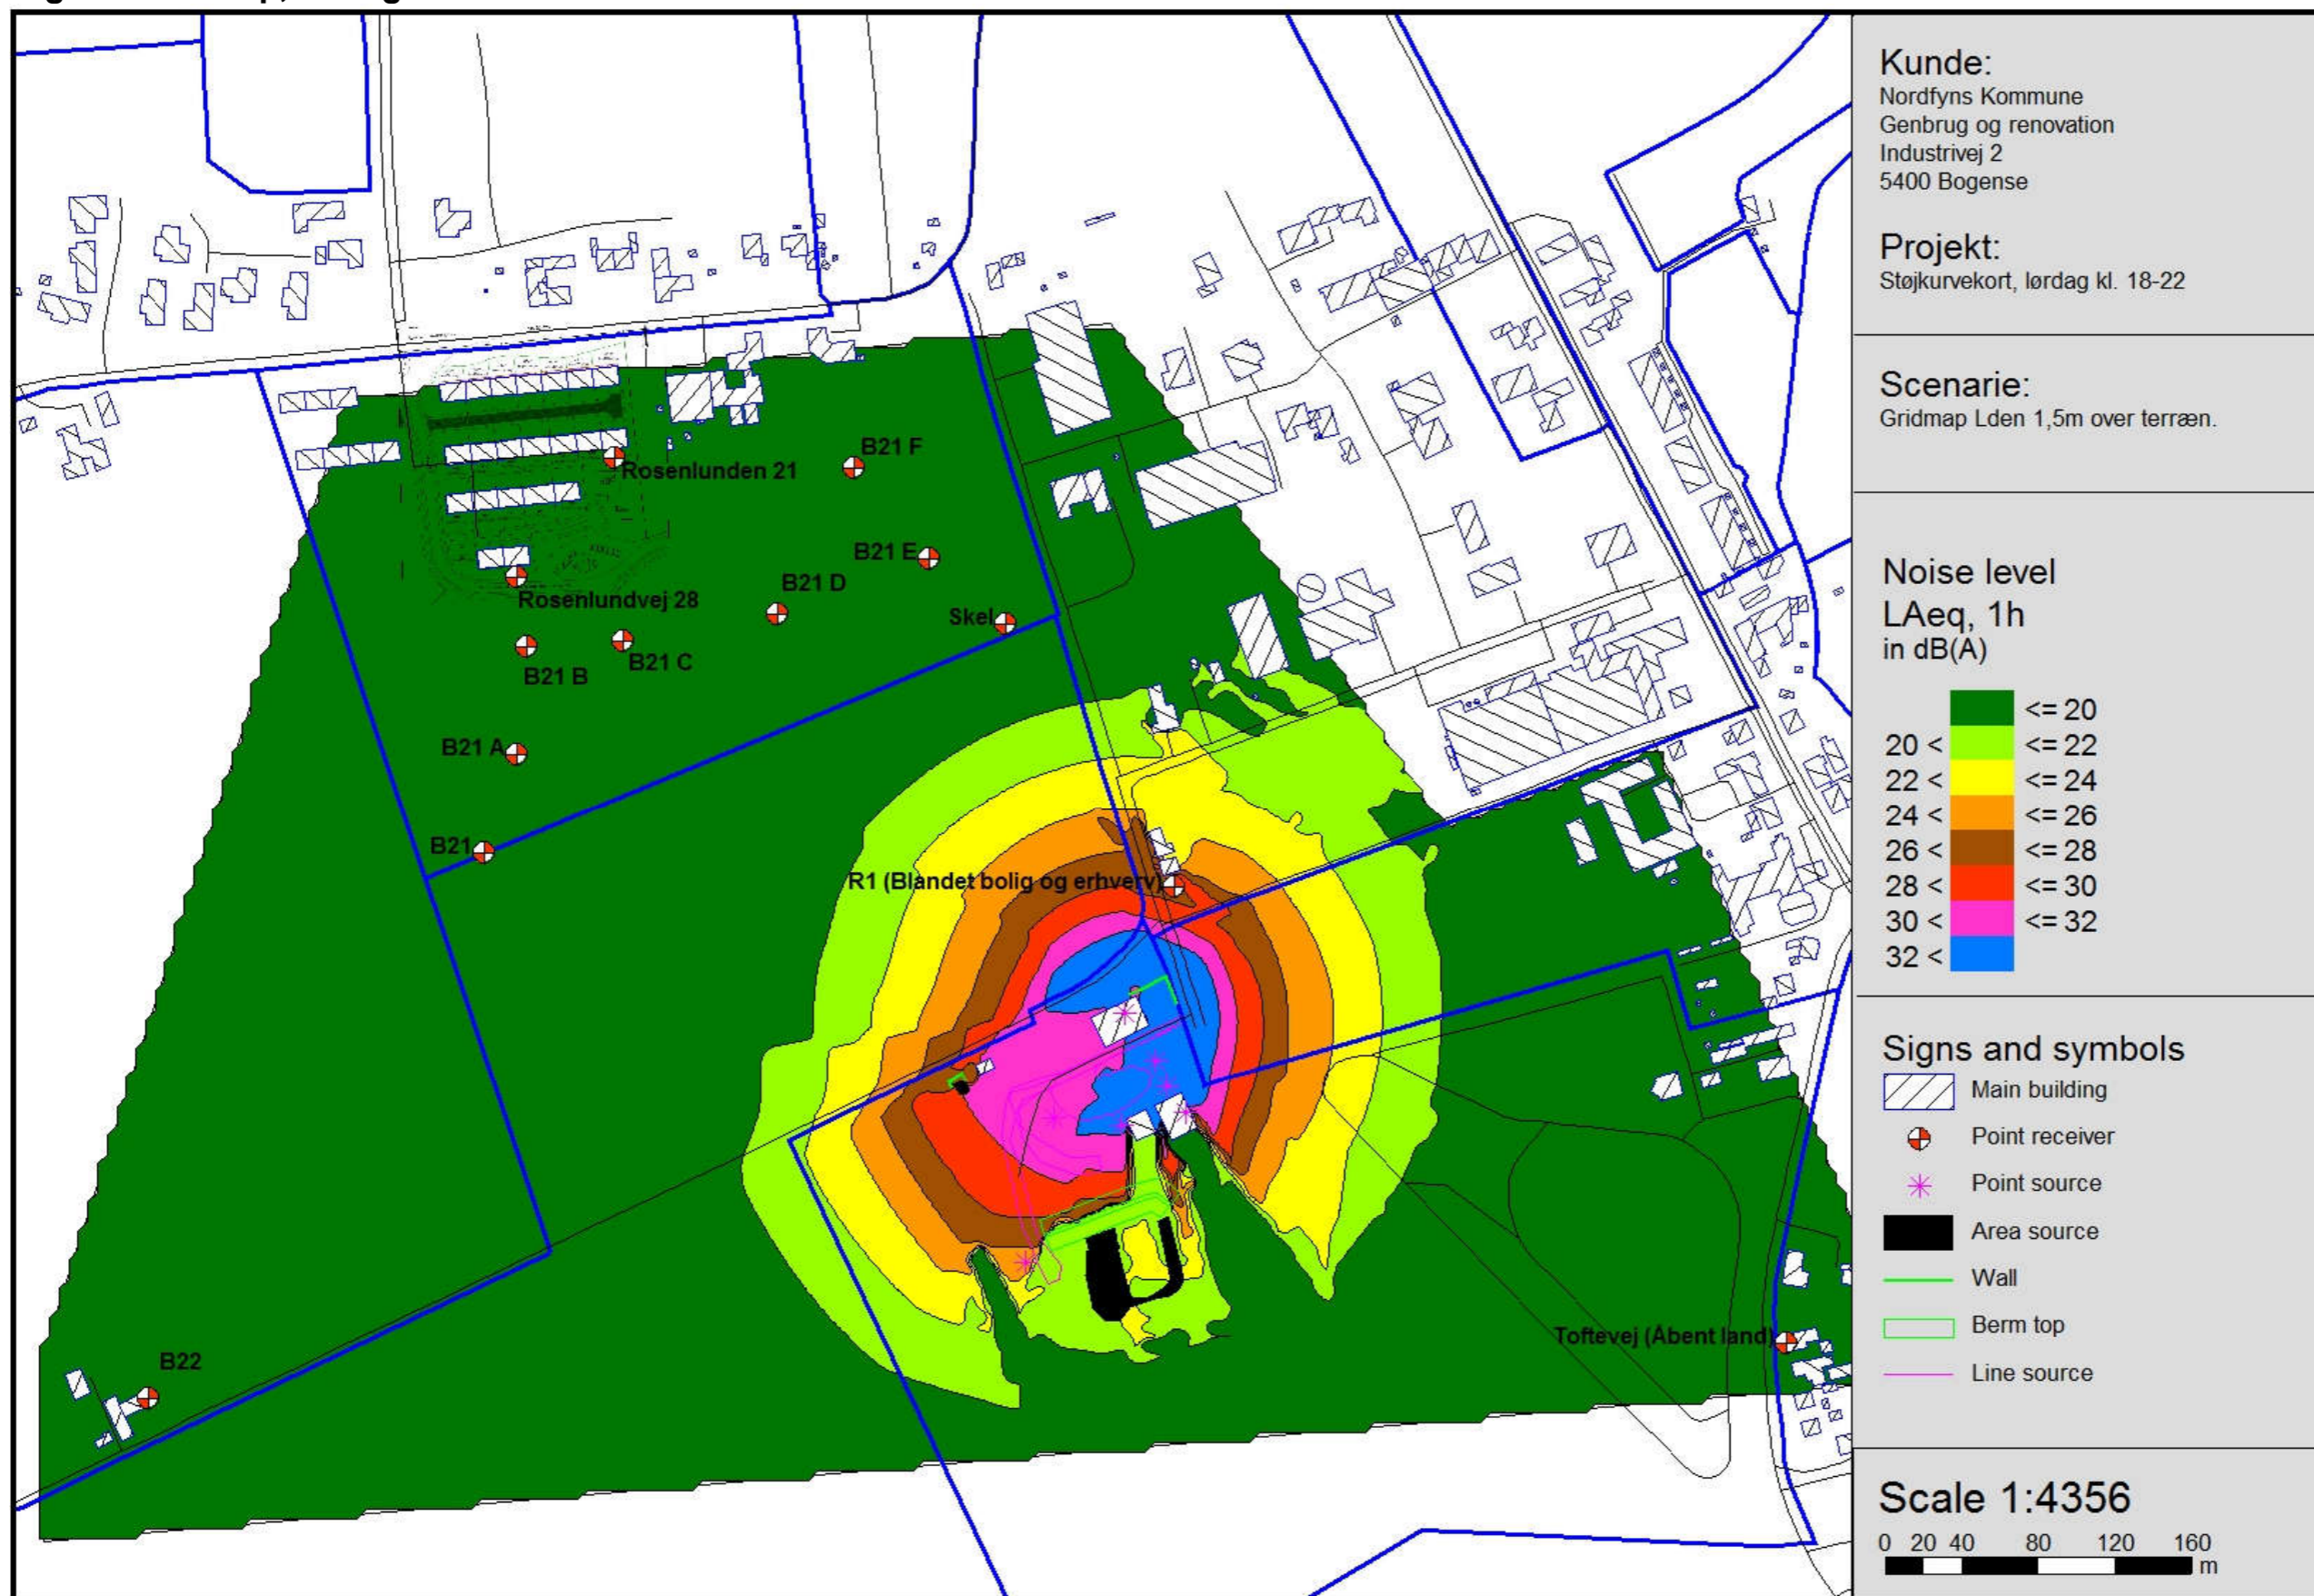 B21 F
Rosenlunden 21
B21 E
B21 D
Rosenlundvej 28
Skel
B21 C
B21 B
B21 A
B21
R1 (Blandet bolig og erhverv)
Toftevej (Åbent land)
B22
Kunde:
Nordfyns Kommune
Genbrug og renovation
Industrivej 2
5400 Bogense
Projekt:
Støjkurvekort, lørdag kl. 18-22
Scenarie:
Gridmap Lden 1,5m over terræn.
Noise level
LAeq, 1h
in dB(A)
<= 20
20 < <= 22
22 < <= 24
24 < <= 26
26 < <= 28
28 < <= 30
30 < <= 32
32 <
Signs and symbols
Main building
Point receiver
Point source
Area source
Wall
Berm top
Line source
Scale 1:4356
0 20 40 80 120 160
m